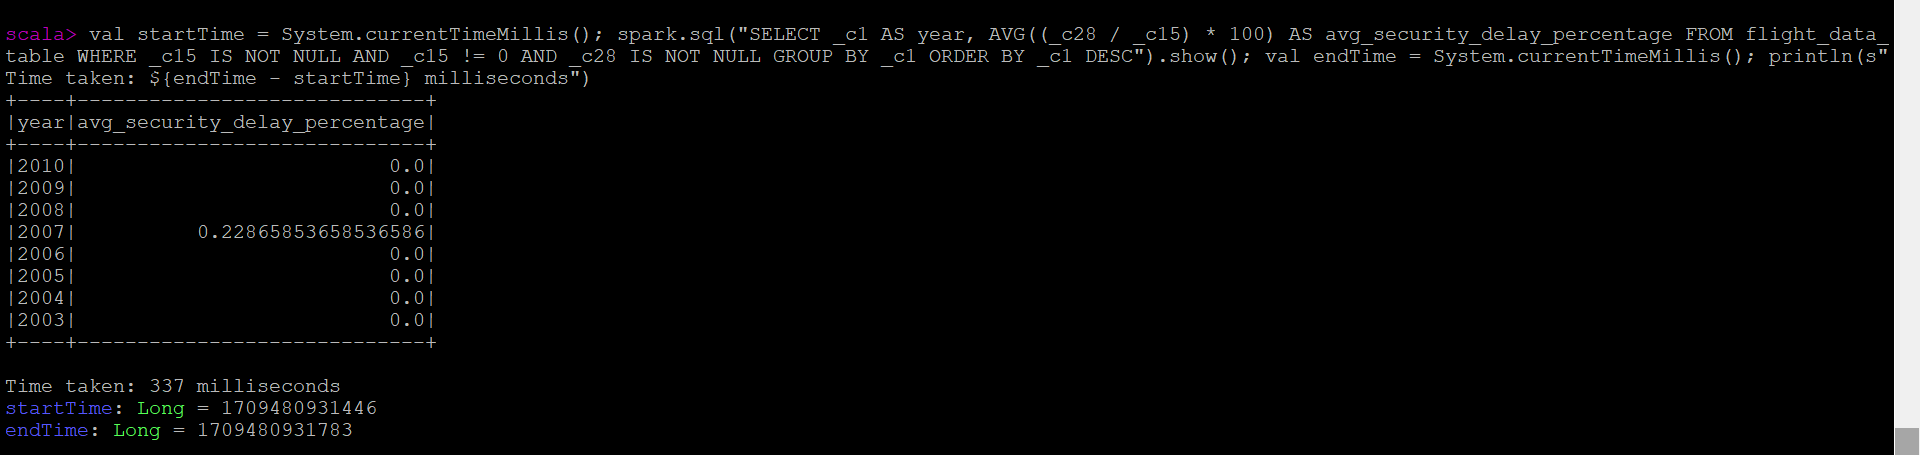 scala> val startTime = System.currentTimeMillis(); spark.sql("SELECT _c1 AS year, AVG((_c28 / _c15) * 100) AS avg_security_delay_percentage FROM flight_data_
table WHERE _c15 IS NOT NULL AND _c15 != 0 AND _c28 IS NOT NULL GROUP BY _c1 ORDER BY _c1 DESC").show(); val endTime = System.currentTimeMillis(); println(s"
Time taken: ${endTime - startTime} milliseconds")
+----+-----------------------------+
|year|avg_security_delay_percentage|
+----+-----------------------------+
|2010|                          0.0|
|2009|                          0.0|
|2008|                          0.0|
|2007|          0.22865853658536586|
|2006|                          0.0|
|2005|                          0.0|
|2004|                          0.0|
|2003|                          0.0|
+----+-----------------------------+
Time taken: 337 milliseconds
startTime: Long = 1709480931446
endTime: Long = 1709480931783